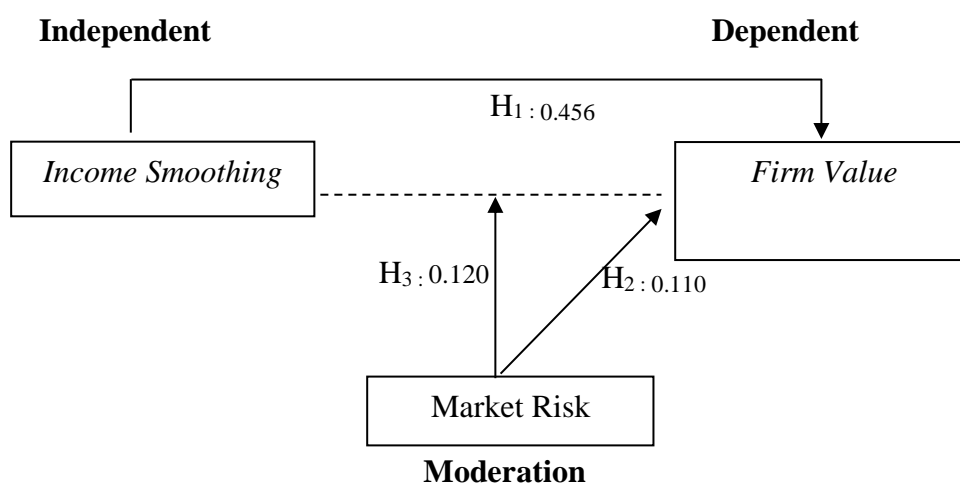 Independent
Dependent
H1 : 0.456
Income Smoothing
Firm Value
H3 : 0.120
H2 : 0.110
Market Risk
Moderation